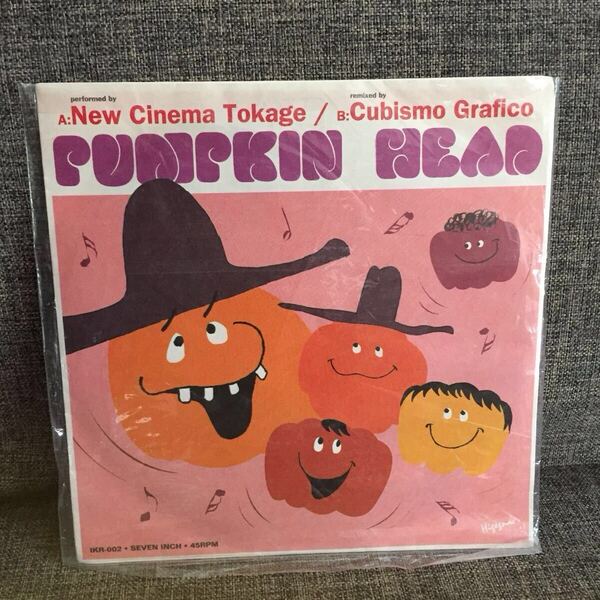 performed by
remixed by
A:New Cinema Tokage / B:Cubismo Grafico
PUMPKIN HEAD
IKR-002 • SEVEN INCH • 45RPM